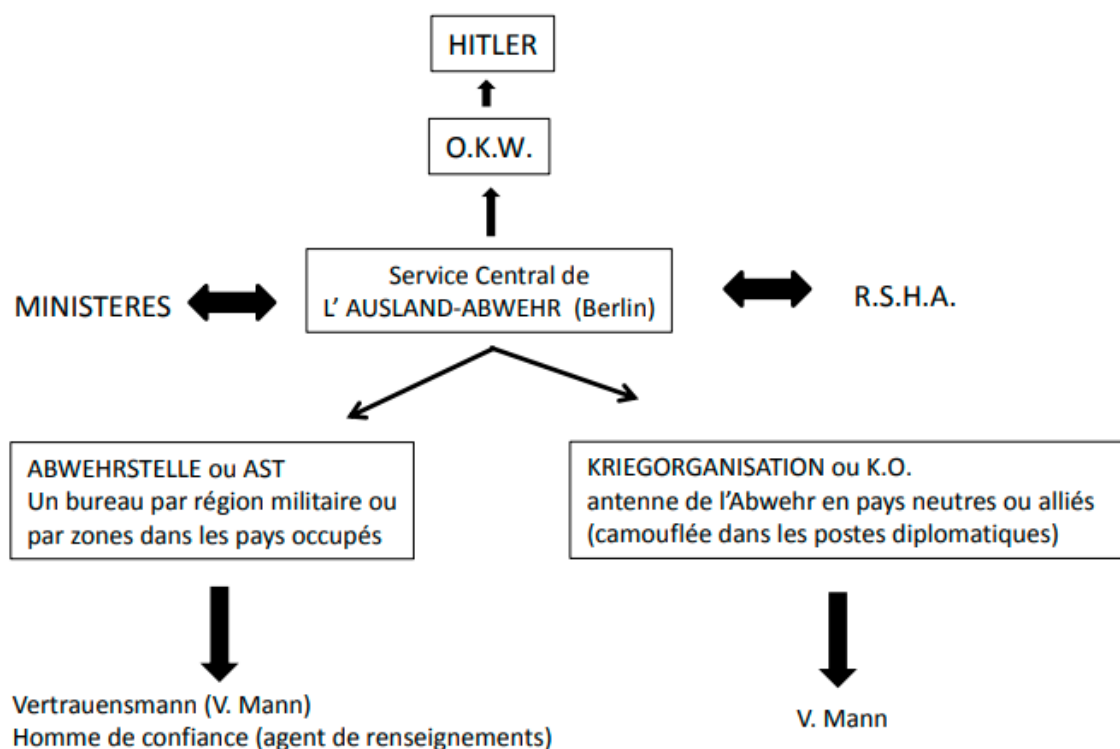 HITLER
O.K.W.
Service Central de
L' AUSLAND-ABWEHR (Berlin)
MINISTERES
R.S.H.A.
ABWEHRSTELLE ou AST
Un bureau par région militaire ou
par zones dans les pays occupés
KRIEGORGANISATION ou K.O.
antenne de l'Abwehr en pays neutres ou alliés
(camouflée dans les postes diplomatiques)
Vertrauensmann (V. Mann)
Homme de confiance (agent de renseignements)
V. Mann